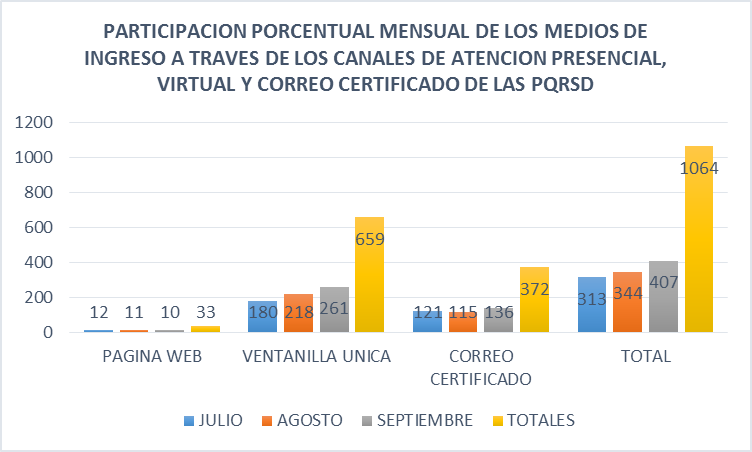 PARTICIPACION PORCENTUAL MENSUAL DE LOS MEDIOS DE
INGRESO A TRAVES DE LOS CANALES DE ATENCION PRESENCIAL,
VIRTUAL Y CORREO CERTIFICADO DE LAS PQRSD
1200
1000
800
600
400
200
0
12 11 10 33
180 218 261 659
121 115 136 372
313 344 407 1064
PAGINA WEB
VENTANILLA UNICA
CORREO
CERTIFICADO
TOTAL
JULIO AGOSTO SEPTIEMBRE TOTALES